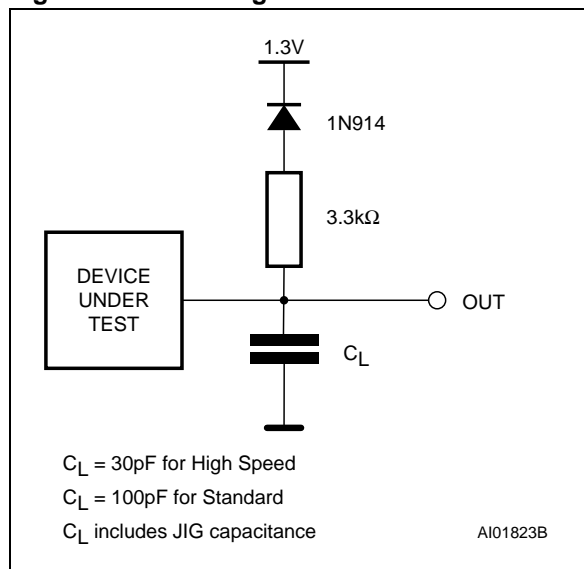 1.3V
1N914
3.3kΩ
DEVICE
UNDER
TEST
OUT
CL
CL = 30pF for High Speed
CL = 100pF for Standard
CL includes JIG capacitance
AI01823B